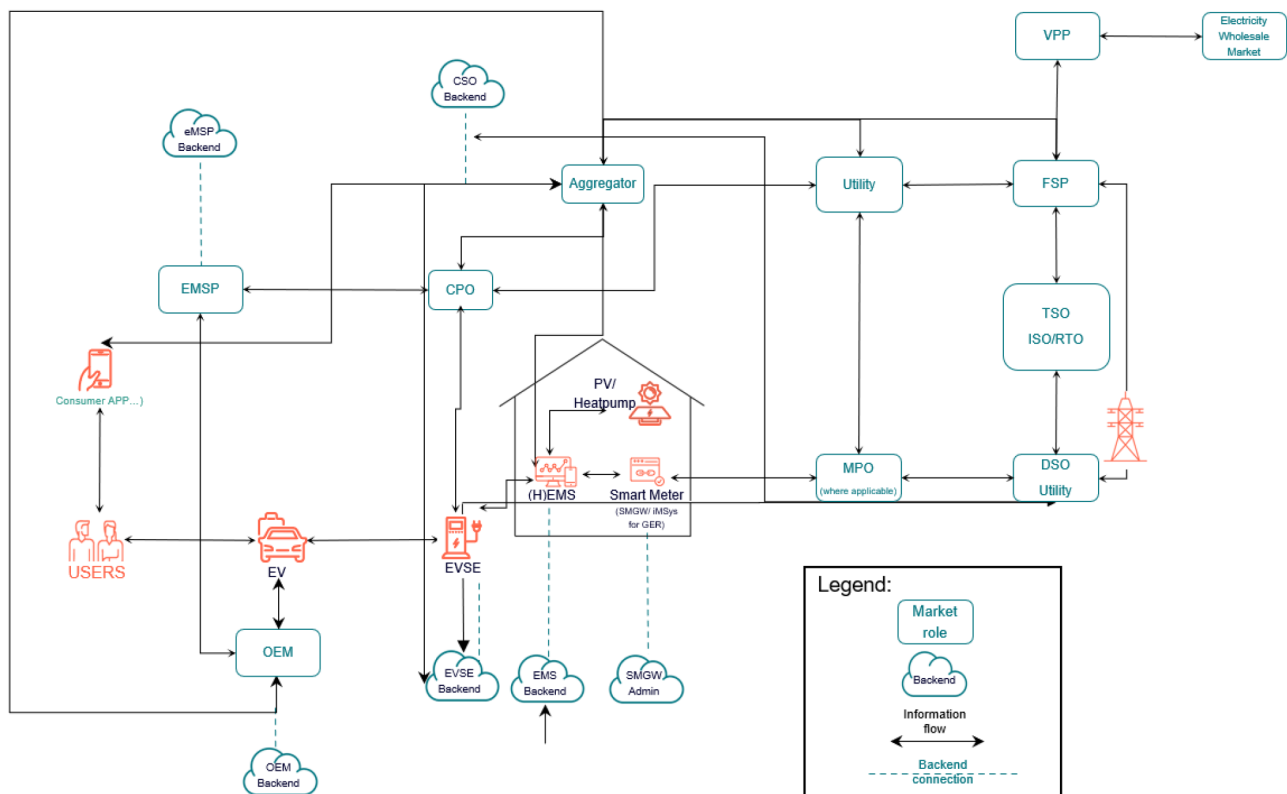 VPP
Electricity
Wholesale
Market
CSO
Backend
eMSP
Backend
Aggregator
Utility
FSP
EMSP
CPO
TSO
ISO/RTO
Consumer APP...)
PV/
Heatpump
(H)EMS
Smart Meter
(SMGW/ iMSys
for GER)
MPO
(where applicable)
DSO
Utility
USERS
EV
EVSE
OEM
EVSE
Backend
EMS
Backend
SMGW
Admin
OEM
Backend
Legend:
Market
role
Backend
Information
flow
Backend
connection